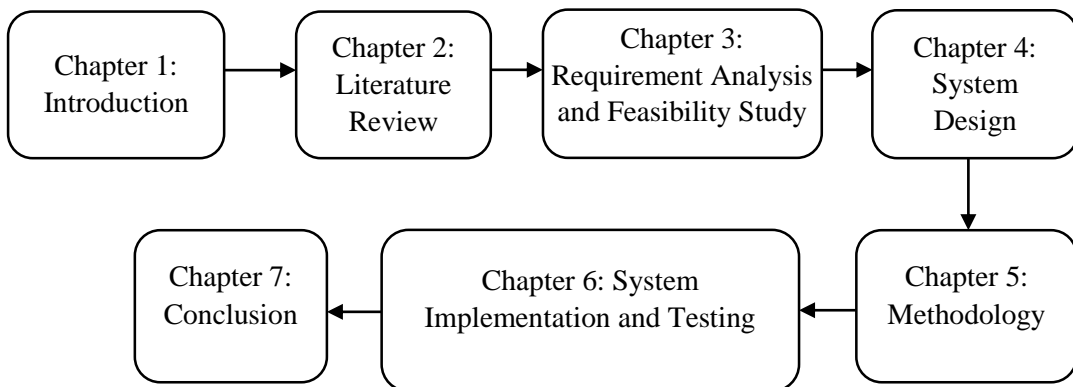 Chapter 1:
Introduction
Chapter 2:
Literature
Review
Chapter 3:
Requirement Analysis
and Feasibility Study
Chapter 4:
System
Design
Chapter 5:
Methodology
Chapter 6: System
Implementation and Testing
Chapter 7:
Conclusion